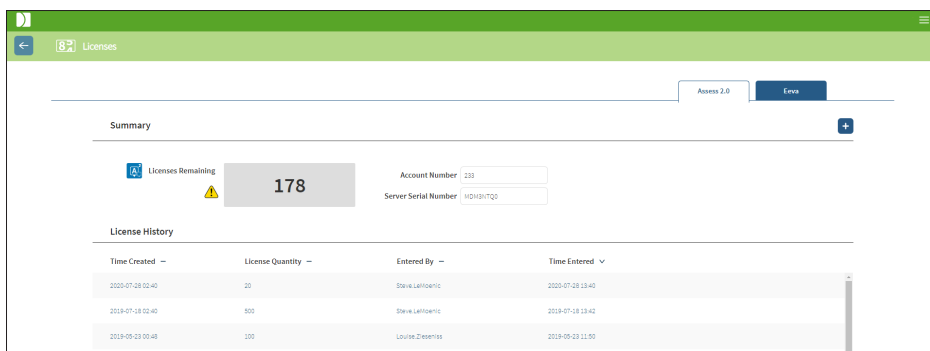 Licenses
Assess 2.0 Eeva
Summary
Licenses Remaining
178
Account Number 233
Server Serial Number MDM3NTQ0
License History
Time Created License Quantity Entered By Time Entered
2020-07-28 02:40 20 Steve.LeMoenic 2020-07-28 13:40
2019-07-18 02:40 500 Steve.LeMoenic 2019-07-18 13:42
2019-05-23 00:48 100 Louise.Zieseniss 2019-05-23 11:50